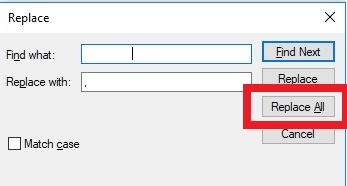 Replace
Find what:
Find Next
Replace with:
,
Replace
Replace All
Cancel
Match case